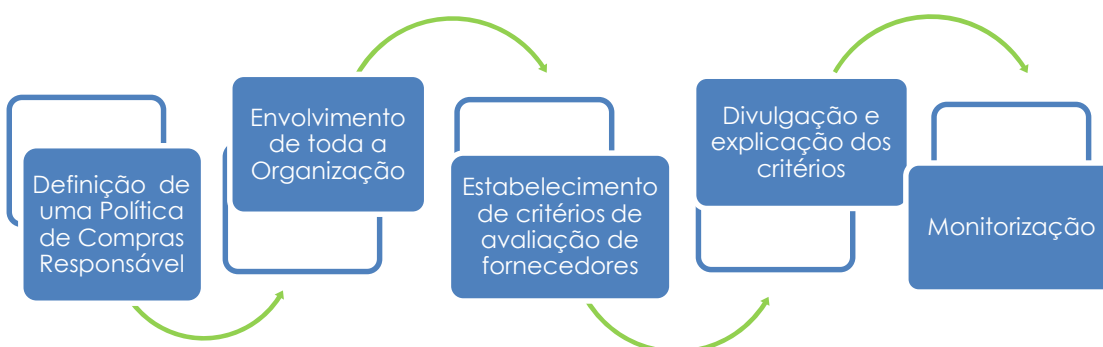 Definição de
uma Política
de Compras
Responsável
Envolvimento
de toda a
Organização
Estabelecimento
de critérios de
avaliação de
fornecedores
Divulgação e
explicação dos
critérios
Monitorização